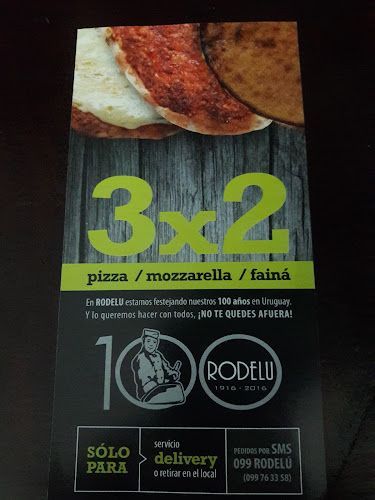 3x2
pizza / mozzarella / fainá
En RODELU estamos festejando nuestros 100 años en Uruguay.
Y lo queremos hacer con todos, ¡NO TE QUEDES AFUERA!
100 RODELU
1916 - 2016
SÓLO PARA
servicio
delivery
o retirar en el local
PEDIDOS POR SMS
099 RODELÚ
(099 76 33 58)